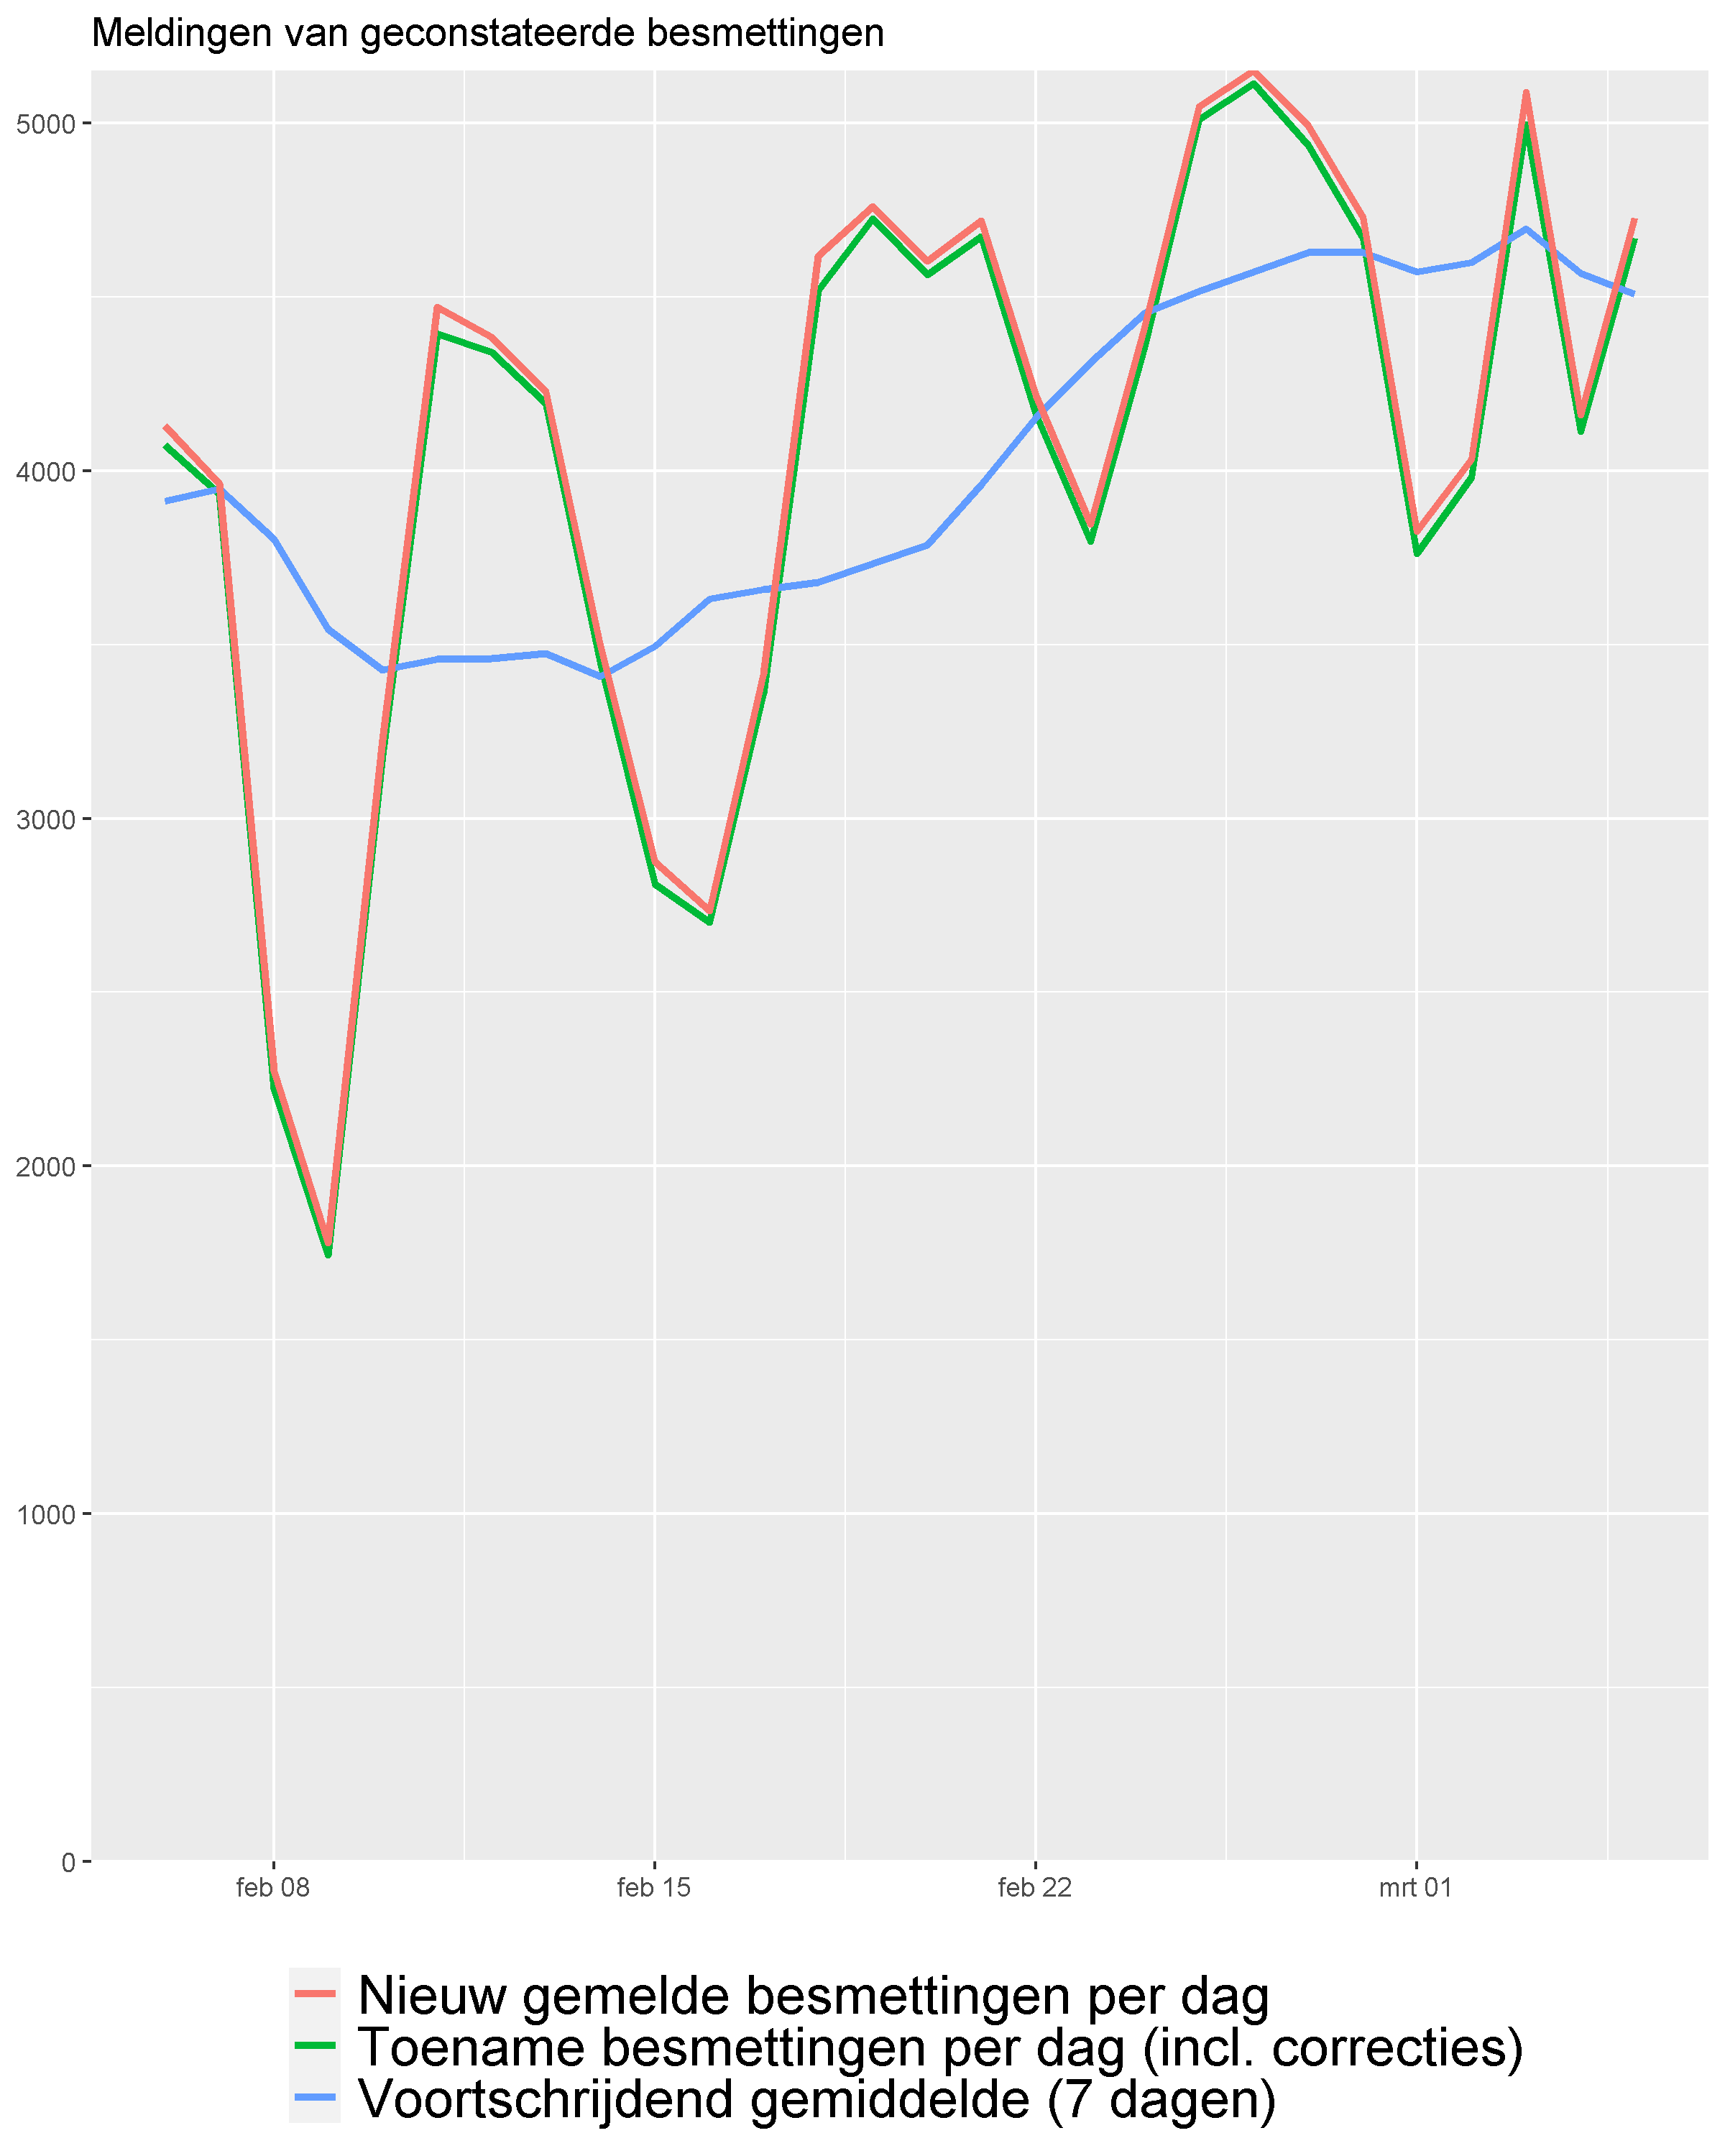 Meldingen van geconstateerde besmettingen
5000
4000
3000
2000
1000
0
feb 08
feb 15
feb 22
mrt 01
Nieuw gemelde besmettingen per dag
Toename besmettingen per dag (incl. correcties)
Voortschrijdend gemiddelde (7 dagen)